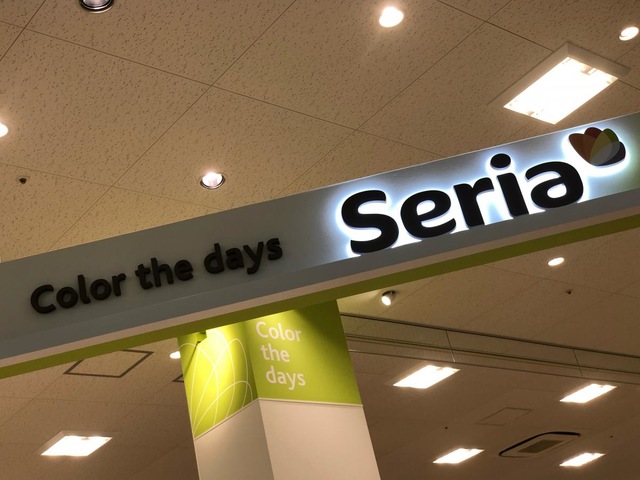 Color the days
Seria
Color
the
days